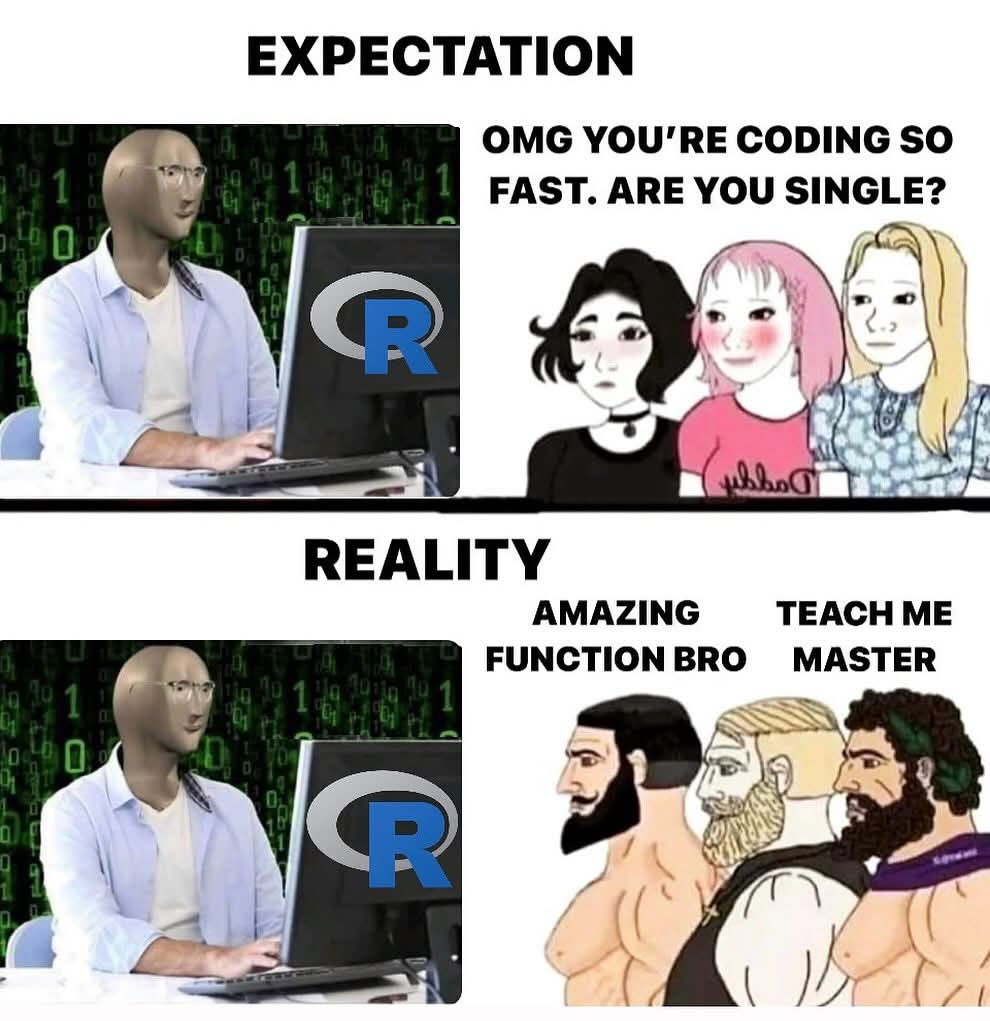 EXPECTATION
OMG YOU'RE CODING SO
FAST. ARE YOU SINGLE?
R
Daddy
REALITY
AMAZING
FUNCTION BRO
TEACH ME
MASTER
R